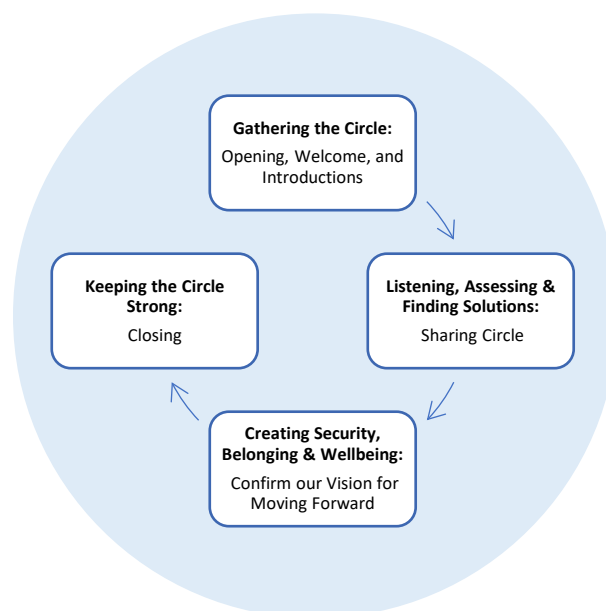 Gathering the Circle:
Opening, Welcome, and
Introductions
Listening, Assessing &
Finding Solutions:
Sharing Circle
Creating Security,
Belonging & Wellbeing:
Confirm our Vision for
Moving Forward
Keeping the Circle
Strong:
Closing